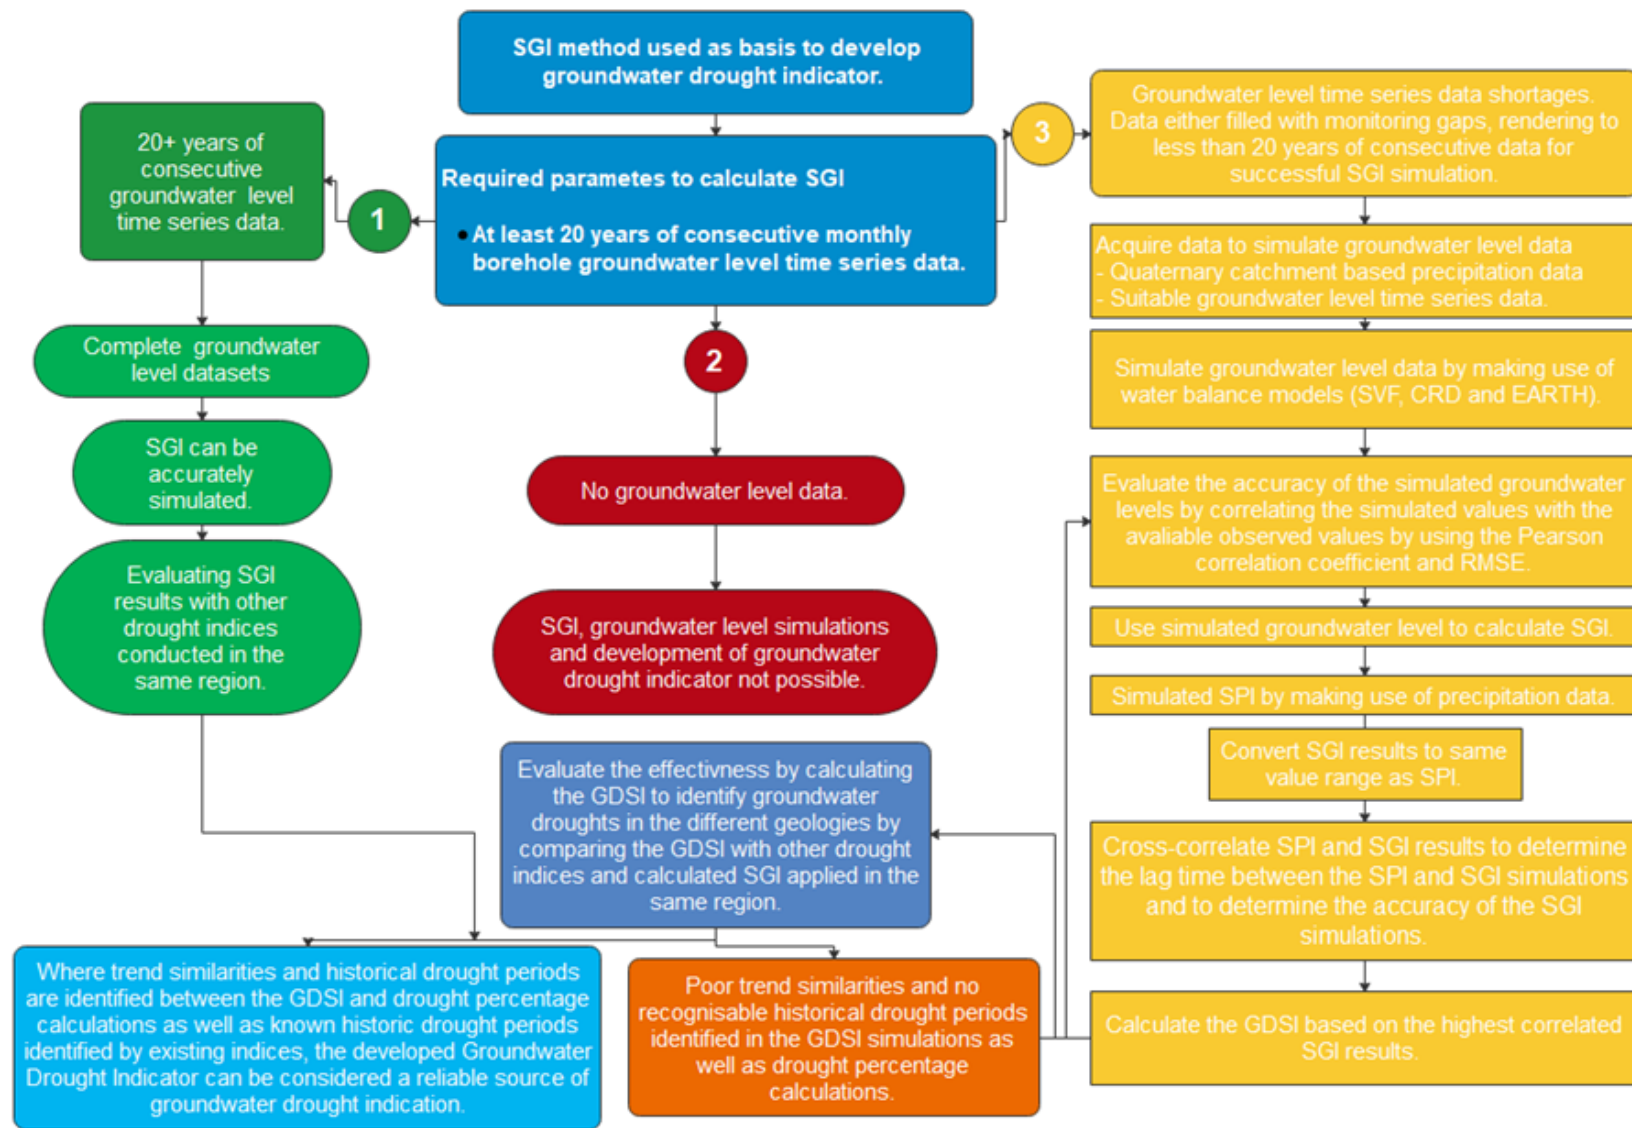 SGI method used as basis to develop
groundwater drought indicator.
Required parametes to calculate SGI
• At least 20 years of consecutive monthly
borehole groundwater level time series data.
1
20+ years of
consecutive
groundwater level
time series data.
Complete groundwater
level datasets
SGI can be
accurately
simulated.
Evaluating SGI
results with other
drought indices
conducted in the
same region.
2
No groundwater level data.
SGI, groundwater level simulations
and development of groundwater
drought indicator not possible.
3
Groundwater level time series data shortages.
Data either filled with monitoring gaps, rendering to
less than 20 years of consecutive data for
successful SGI simulation.
Acquire data to simulate groundwater level data
- Quaternary catchment based precipitation data
- Suitable groundwater level time series data.
Simulate groundwater level data by making use of
water balance models (SVF, CRD and EARTH).
Evaluate the accuracy of the simulated groundwater
levels by correlating the simulated values with the
avaliable observed values by using the Pearson
correlation coefficient and RMSE.
Use simulated groundwater level to calculate SGI.
Simulated SPI by making use of precipitation data.
Convert SGI results to same
value range as SPI.
Cross-correlate SPI and SGI results to determine
the lag time between the SPI and SGI simulations
and to determine the accuracy of the SGI
simulations.
Calculate the GDSI based on the highest correlated
SGI results.
Evaluate the effectivness by calculating
the GDSI to identify groundwater
droughts in the different geologies by
comparing the GDSI with other drought
indices and calculated SGI applied in the
same region.
Where trend similarities and historical drought periods
are identified between the GDSI and drought percentage
calculations as well as known historic drought periods
identified by existing indices, the developed Groundwater
Drought Indicator can be considered a reliable source of
groundwater drought indication.
Poor trend similarities and no
recognisable historical drought periods
identified in the GDSI simulations as
well as drought percentage
calculations.